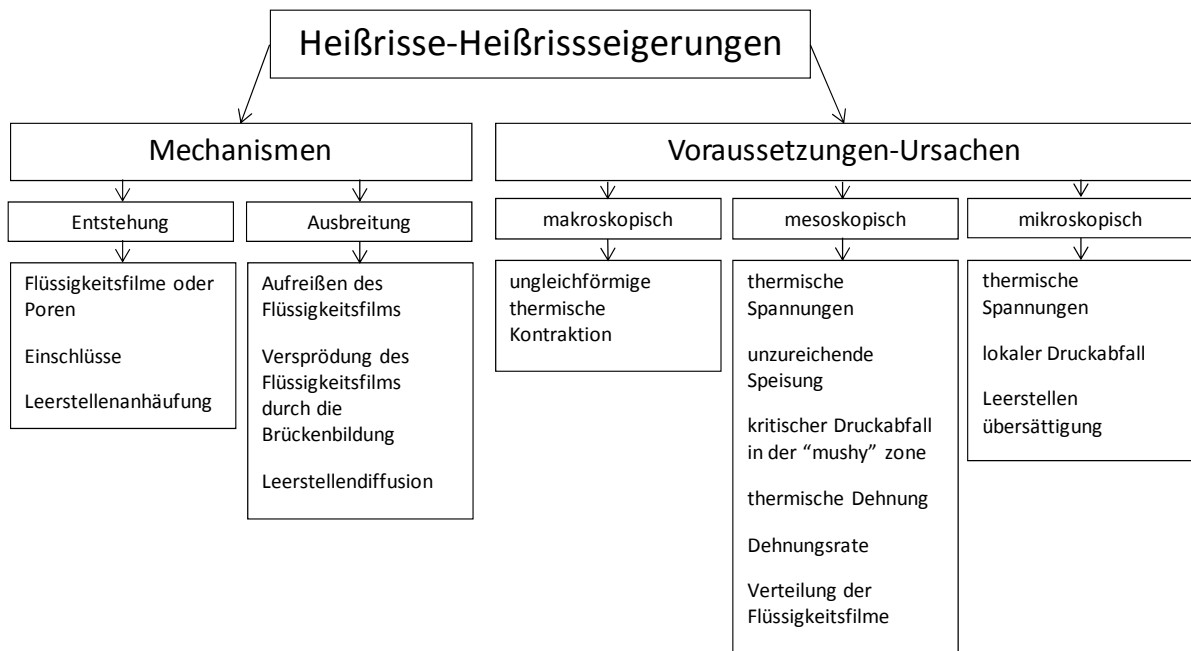 Heißrisse-Heißrissseigerungen
Mechanismen
Voraussetzungen-Ursachen
Entstehung
Ausbreitung
makroskopisch
mesoskopisch
mikroskopisch
Flüssigkeitsfilme oder
Poren
Einschlüsse
Leerstellenanhäufung
Aufreißen des
Flüssigkeitsfilms
Versprödung des
Flüssigkeitsfilms
durch die
Brückenbildung
Leerstellendiffusion
ungleichförmige
thermische
Kontraktion
thermische
Spannungen
unzureichende
Speisung
kritischer Druckabfall
in der “mushy” zone
thermische Dehnung
Dehnungsrate
Verteilung der
Flüssigkeitsfilme
thermische
Spannungen
lokaler Druckabfall
Leerstellen
übersättigung